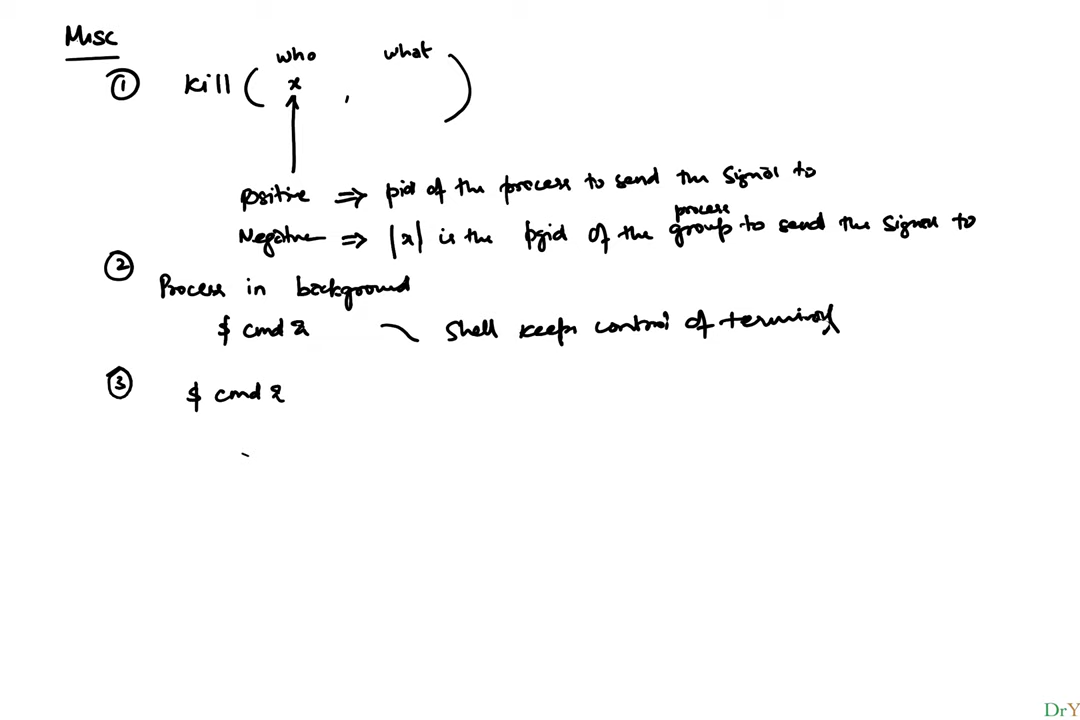 Misc
who what
① Kill ( x , )
positive ⇒ pid of the process to send the signal to
process
Negative ⇒ |x| is the pgid of the group to send the signal to
②
Process in background
$ cmd & Shell keeps control of terminal
③ $ cmd &
DrY